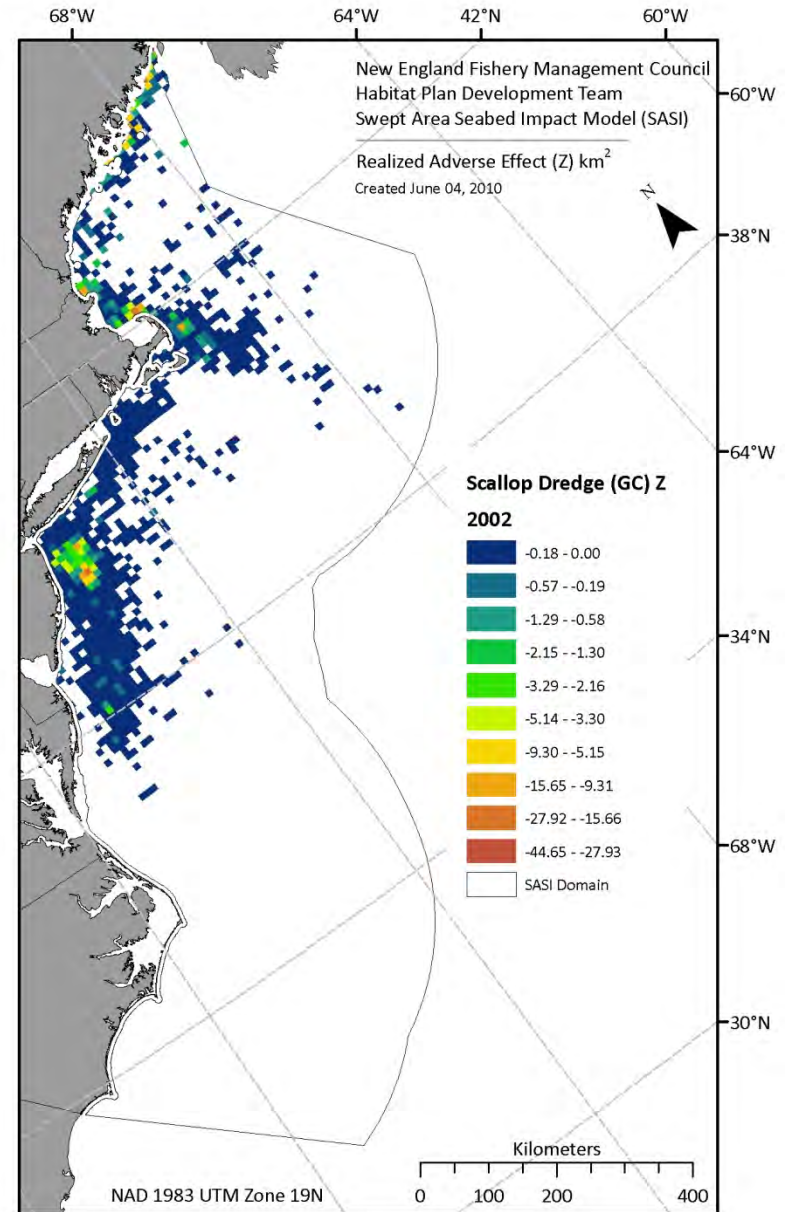 68°W 64°W 42°N 60°W
New England Fishery Management Council
Habitat Plan Development Team
Swept Area Seabed Impact Model (SASI)
Realized Adverse Effect (Z) km²
Created June 04, 2010
N
60°W
38°N
64°W
34°N
68°W
30°N
Scallop Dredge (GC) Z
2002
-0.18 - 0.00
-0.57 - -0.19
-1.29 - -0.58
-2.15 - -1.30
-3.29 - -2.16
-5.14 - -3.30
-9.30 - -5.15
-15.65 - -9.31
-27.92 - -15.66
-44.65 - -27.93
SASI Domain
Kilometers
0 100 200 400
NAD 1983 UTM Zone 19N